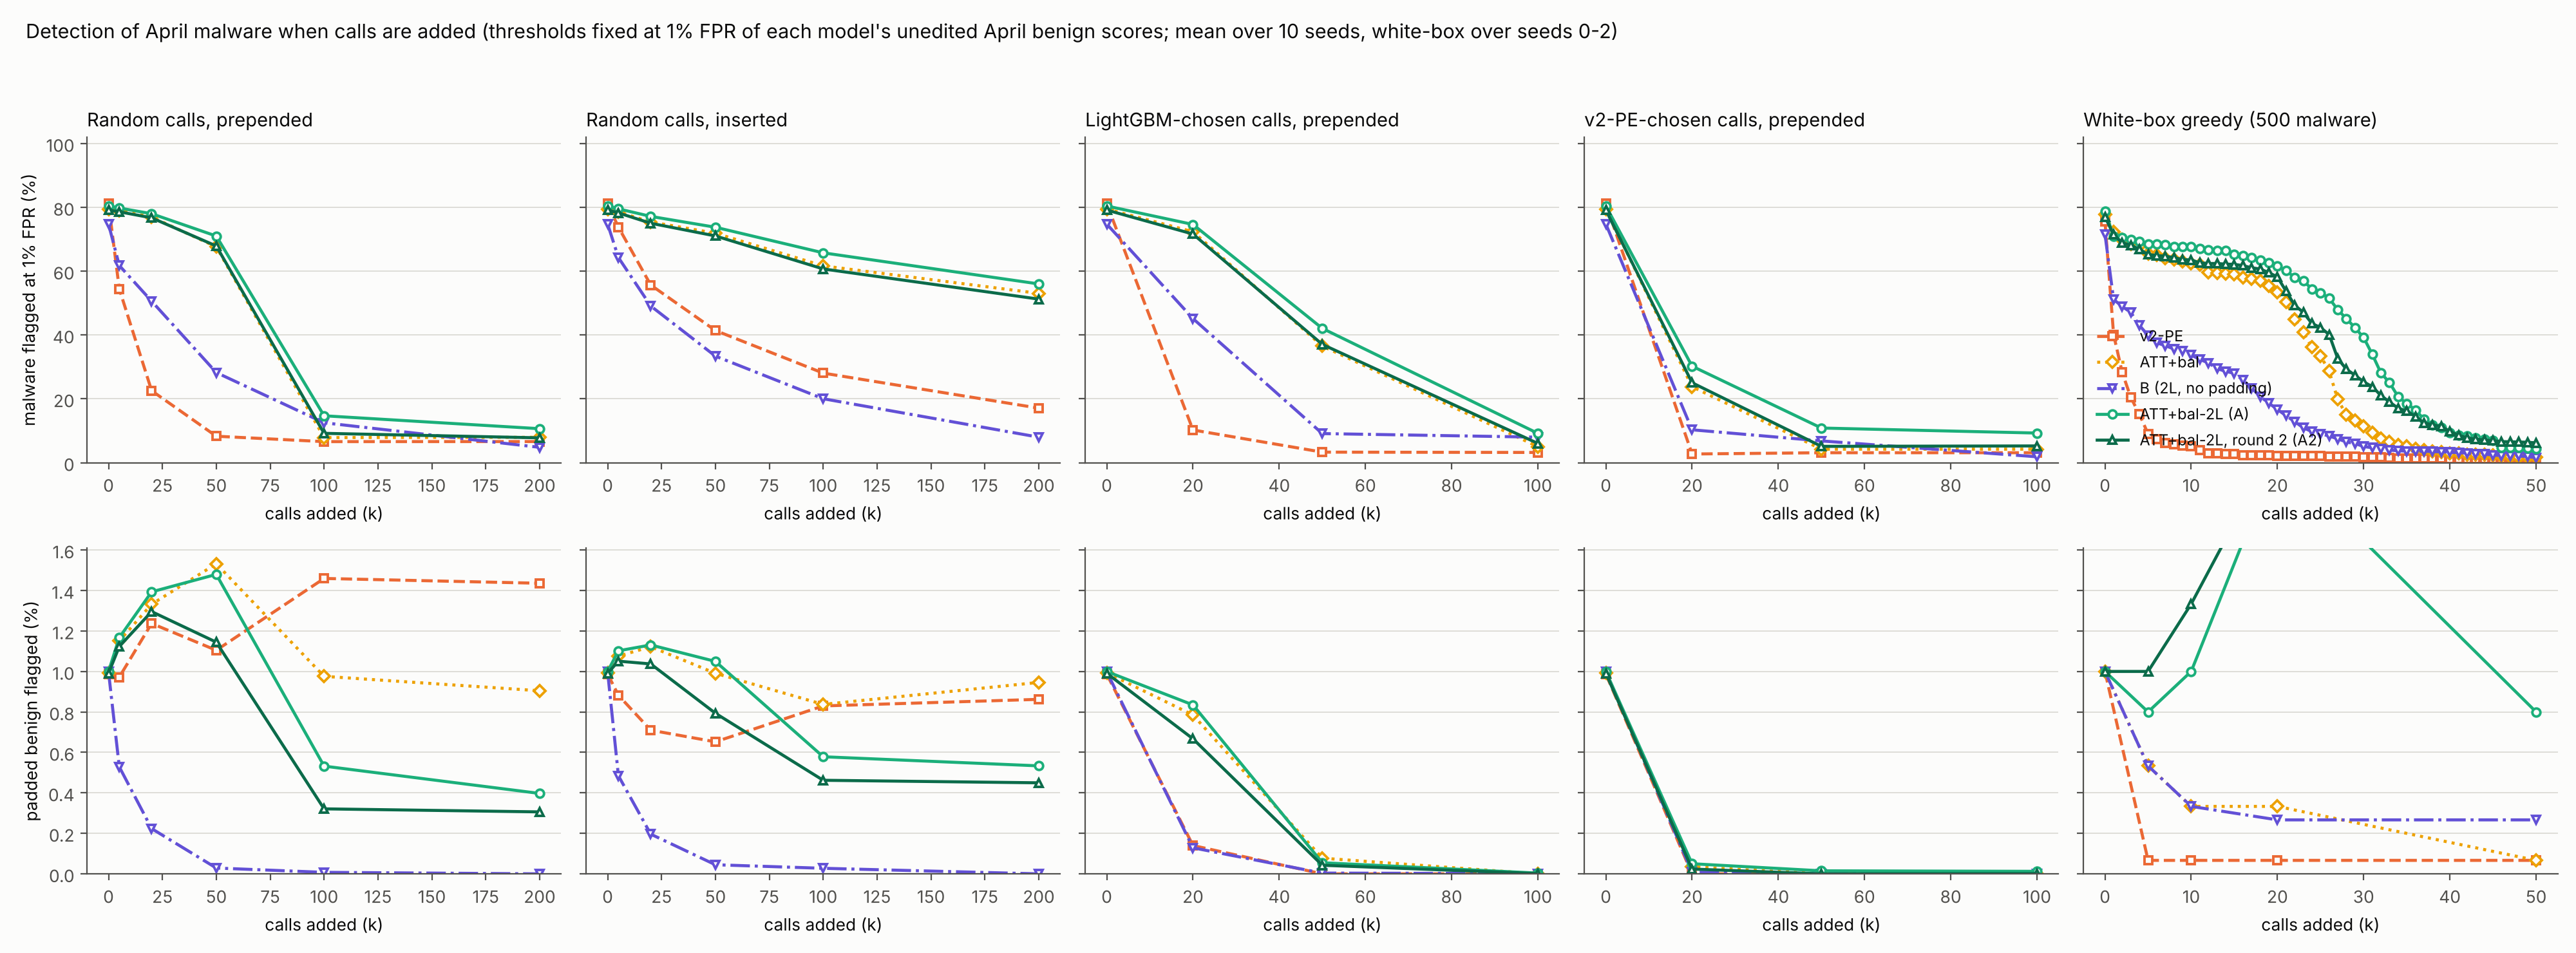 Detection of April malware when calls are added (thresholds fixed at 1% FPR of each model's unedited April benign scores; mean over 10 seeds, white-box over seeds 0-2)
Random calls, prepended
Random calls, inserted
LightGBM-chosen calls, prepended
v2-PE-chosen calls, prepended
White-box greedy (500 malware)
malware flagged at 1% FPR (%)
100
80
60
40
20
0
v2-PE
ATT+bal
B (2L, no padding)
ATT+bal-2L (A)
ATT+bal-2L, round 2 (A2)
0 25 50 75 100 125 150 175 200
0 25 50 75 100 125 150 175 200
0 20 40 60 80 100
0 20 40 60 80 100
0 10 20 30 40 50
calls added (k)
calls added (k)
calls added (k)
calls added (k)
calls added (k)
padded benign flagged (%)
1.6
1.4
1.2
1.0
0.8
0.6
0.4
0.2
0.0
0 25 50 75 100 125 150 175 200
0 25 50 75 100 125 150 175 200
0 20 40 60 80 100
0 20 40 60 80 100
0 10 20 30 40 50
calls added (k)
calls added (k)
calls added (k)
calls added (k)
calls added (k)